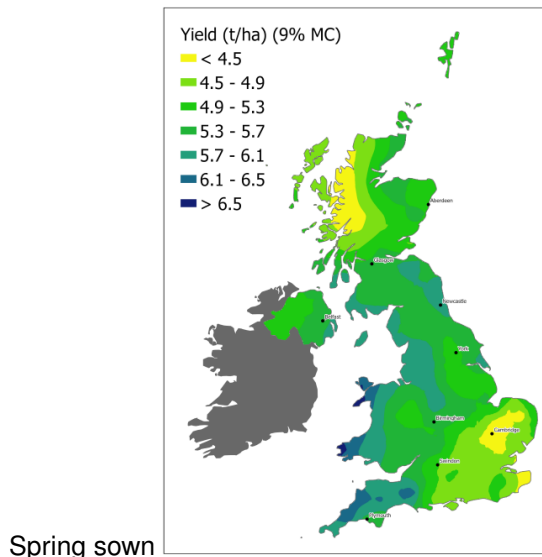 Yield (t/ha) (9% MC)
< 4.5
4.5 - 4.9
4.9 - 5.3
5.3 - 5.7
5.7 - 6.1
6.1 - 6.5
> 6.5
Aberdeen
Glasgow
Newcastle
Belfast
York
Birmingham
Cambridge
Swindon
Plymouth
Spring sown